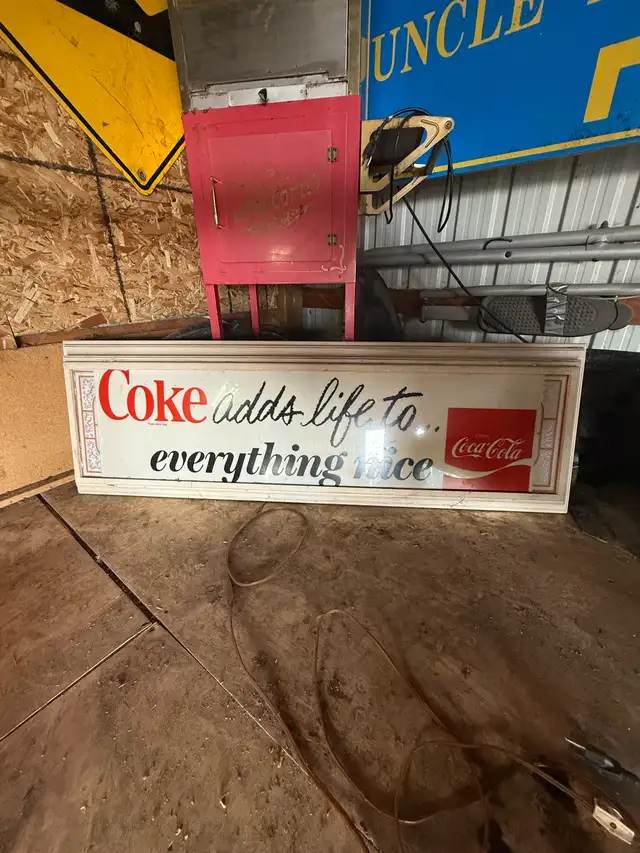 UNCLE
Coke adds life to..
everything nice
Coca-Cola